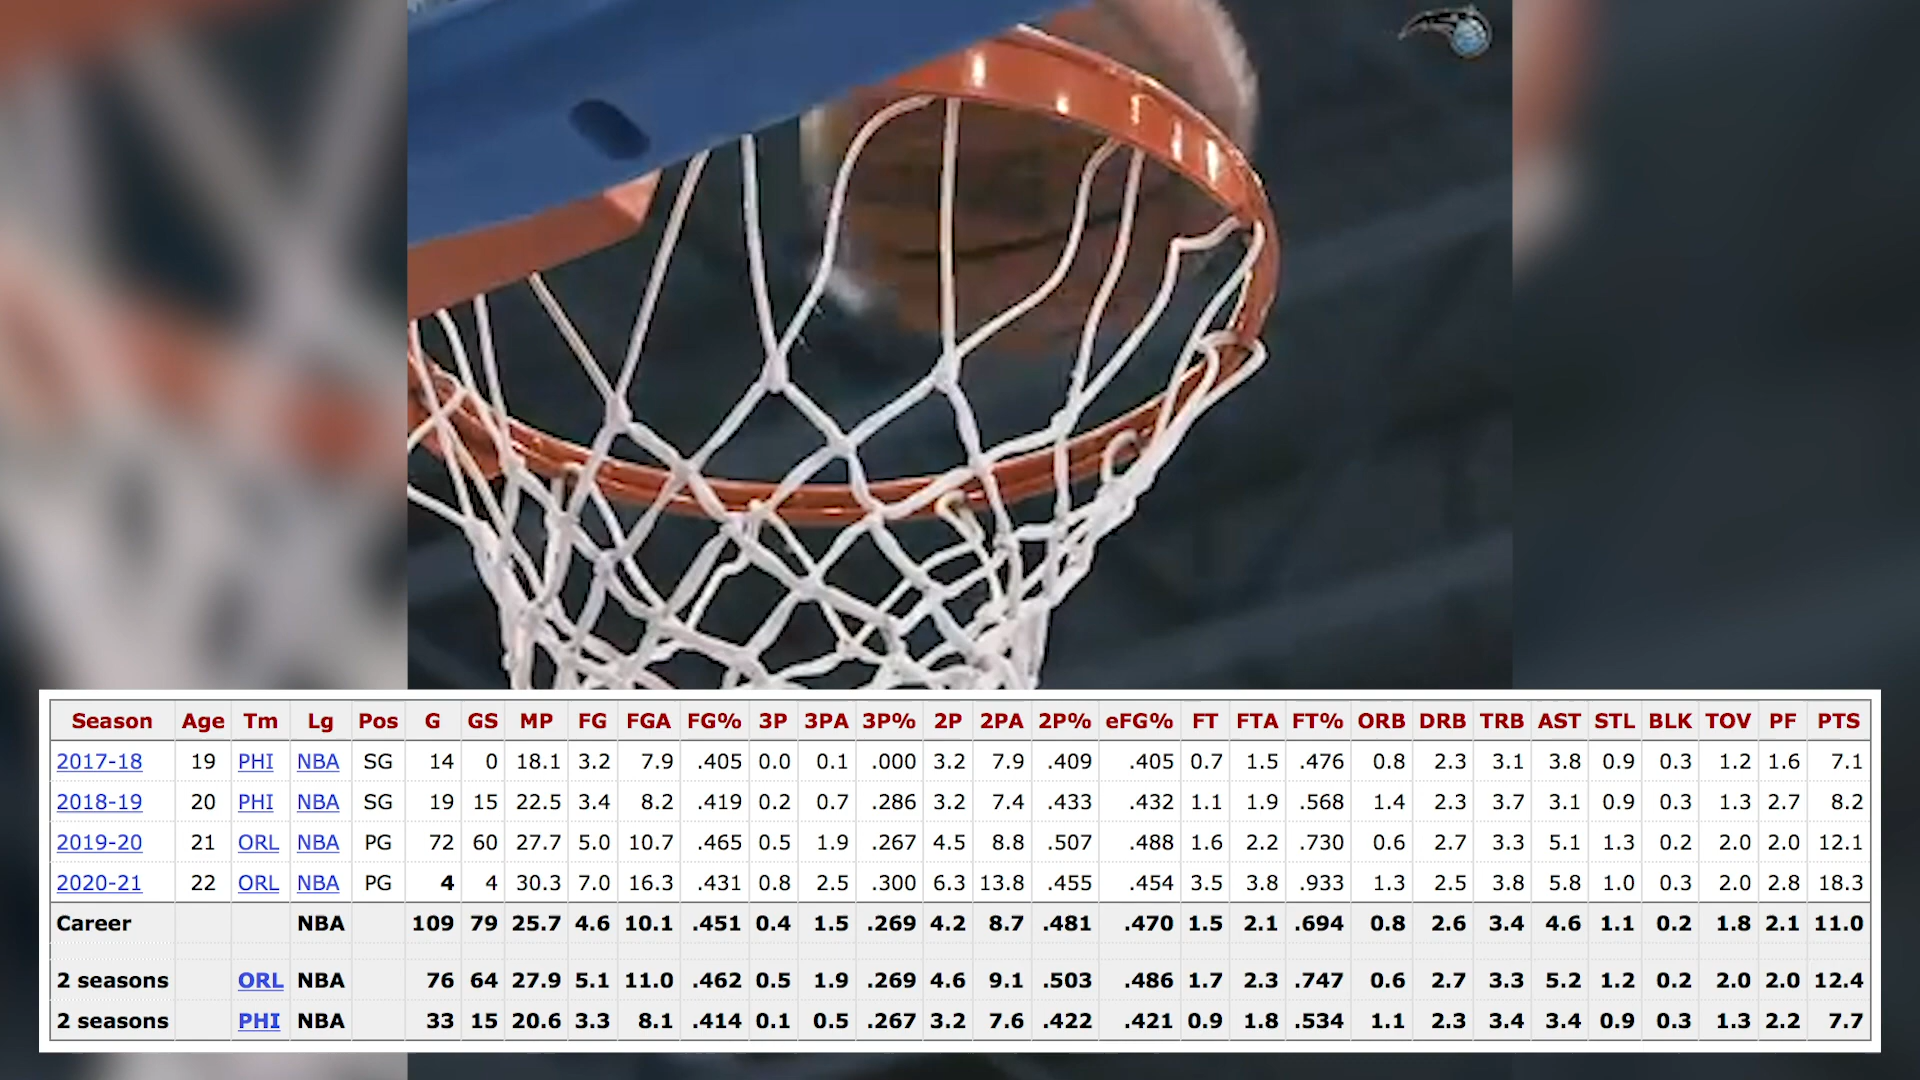 Season Age Tm Lg Pos G GS MP FG FGA FG% 3P 3PA 3P% 2P 2PA 2P% eFG% FT FTA FT% ORB DRB TRB AST STL BLK TOV PF PTS
2017-18 19 PHI NBA SG 14 0 18.1 3.2 7.9 .405 0.0 0.1 .000 3.2 7.9 .409 .405 0.7 1.5 .476 0.8 2.3 3.1 3.8 0.9 0.3 1.2 1.6 7.1
2018-19 20 PHI NBA SG 19 15 22.5 3.4 8.2 .419 0.2 0.7 .286 3.2 7.4 .433 .432 1.1 1.9 .568 1.4 2.3 3.7 3.1 0.9 0.3 1.3 2.7 8.2
2019-20 21 ORL NBA PG 72 60 27.7 5.0 10.7 .465 0.5 1.9 .267 4.5 8.8 .507 .488 1.6 2.2 .730 0.6 2.7 3.3 5.1 1.3 0.2 2.0 2.0 12.1
2020-21 22 ORL NBA PG 4 4 30.3 7.0 16.3 .431 0.8 2.5 .300 6.3 13.8 .455 .454 3.5 3.8 .933 1.3 2.5 3.8 5.8 1.0 0.3 2.0 2.8 18.3
Career NBA 109 79 25.7 4.6 10.1 .451 0.4 1.5 .269 4.2 8.7 .481 .470 1.5 2.1 .694 0.8 2.6 3.4 4.6 1.1 0.2 1.8 2.1 11.0
2 seasons ORL NBA 76 64 27.9 5.1 11.0 .462 0.5 1.9 .269 4.6 9.1 .503 .486 1.7 2.3 .747 0.6 2.7 3.3 5.2 1.2 0.2 2.0 2.0 12.4
2 seasons PHI NBA 33 15 20.6 3.3 8.1 .414 0.1 0.5 .267 3.2 7.6 .422 .421 0.9 1.8 .534 1.1 2.3 3.4 3.4 0.9 0.3 1.3 2.2 7.7